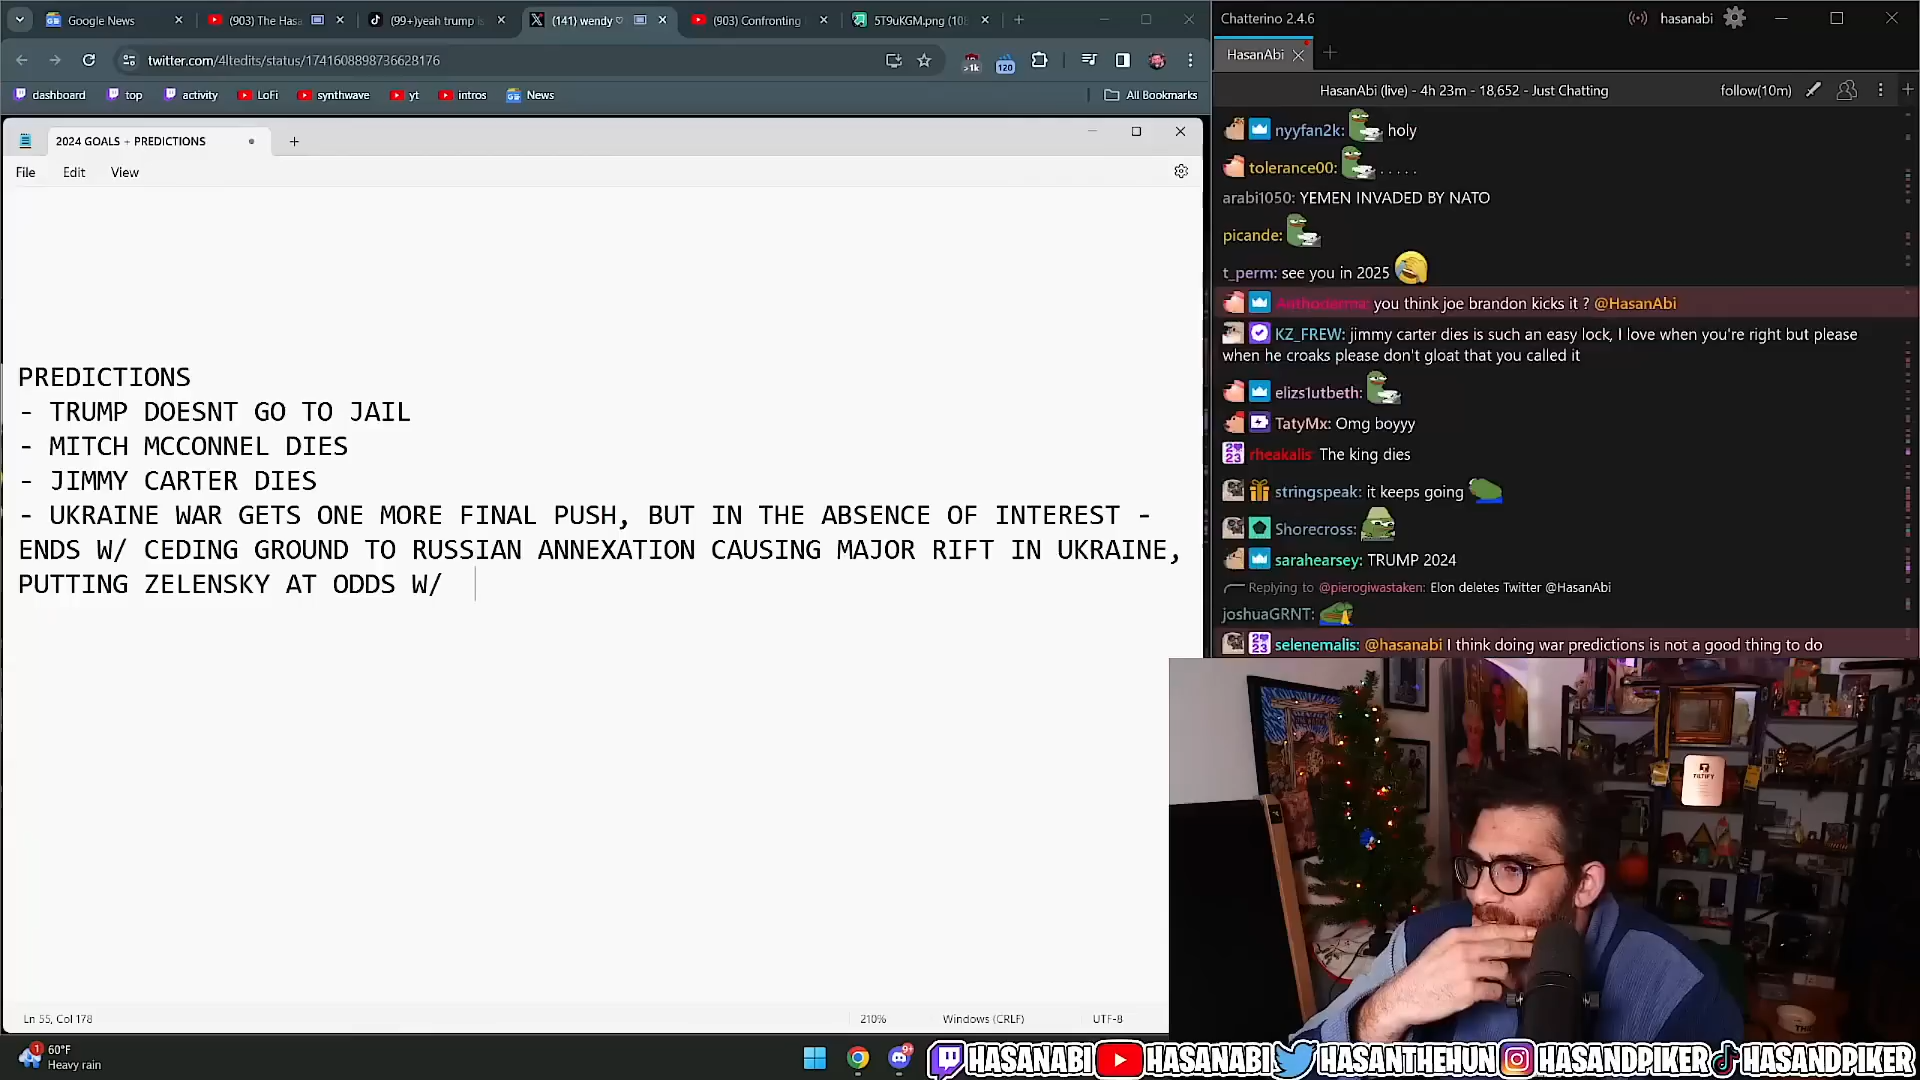 Google News
(903) The Hasa
(99+)yeah trump is
(141) wendy ♡
(903) Confronting
5T9uKGM.png (108
twitter.com/4ltedits/status/1741608898736628176
>1k
120
dashboard
top
activity
LoFi
synthwave
yt
intros
News
All Bookmarks
2024 GOALS + PREDICTIONS
File
Edit
View
PREDICTIONS
- TRUMP DOESNT GO TO JAIL
- MITCH MCCONNEL DIES
- JIMMY CARTER DIES
- UKRAINE WAR GETS ONE MORE FINAL PUSH, BUT IN THE ABSENCE OF INTEREST -
ENDS W/ CEDING GROUND TO RUSSIAN ANNEXATION CAUSING MAJOR RIFT IN UKRAINE,
PUTTING ZELENSKY AT ODDS W/
Ln 55, Col 178
210%
Windows (CRLF)
UTF-8
1
60°F
Heavy rain
9+
Chatterino 2.4.6
hasanabi
HasanAbi
HasanAbi (live) - 4h 23m - 18,652 - Just Chatting
follow(10m)
nyyfan2k: holy
tolerance00: . . . . .
arabi1050: YEMEN INVADED BY NATO
picande:
t_perm: see you in 2025
you think joe brandon kicks it ? @HasanAbi
KZ_FREW: jimmy carter dies is such an easy lock, I love when you're right but please
when he croaks please don't gloat that you called it
elizs1utbeth:
TatyMx: Omg boyyy
rheakalis: The king dies
stringspeak: it keeps going
Shorecross:
sarahearsey: TRUMP 2024
Replying to @pierogiwastaken: Elon deletes Twitter @HasanAbi
joshuaGRNT:
selenemalis: @hasanabi I think doing war predictions is not a good thing to do
TILTIFY
HASANABI
HASANABI
HASANTHEHUN
HASANDPIKER
HASANDPIKER